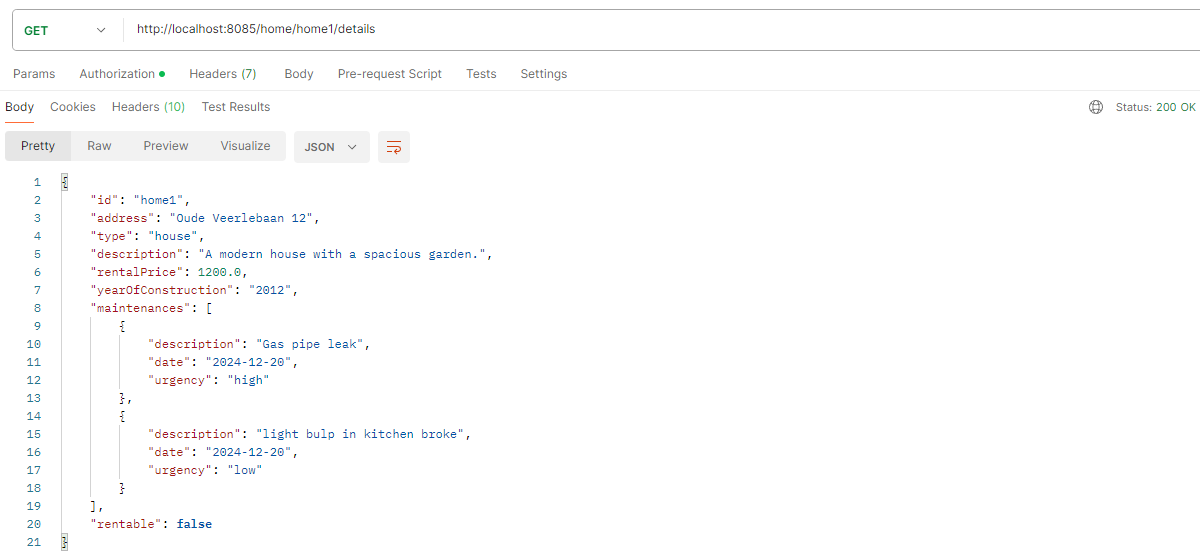 GET http://localhost:8085/home/home1/details
Params Authorization Headers (7) Body Pre-request Script Tests Settings
Body Cookies Headers (10) Test Results Status: 200 OK
Pretty Raw Preview Visualize JSON
1 {
2 "id": "home1",
3 "address": "Oude Veerlebaan 12",
4 "type": "house",
5 "description": "A modern house with a spacious garden.",
6 "rentalPrice": 1200.0,
7 "yearOfConstruction": "2012",
8 "maintenances": [
9 {
10 "description": "Gas pipe leak",
11 "date": "2024-12-20",
12 "urgency": "high"
13 },
14 {
15 "description": "light bulp in kitchen broke",
16 "date": "2024-12-20",
17 "urgency": "low"
18 }
19 ],
20 "rentable": false
21 }